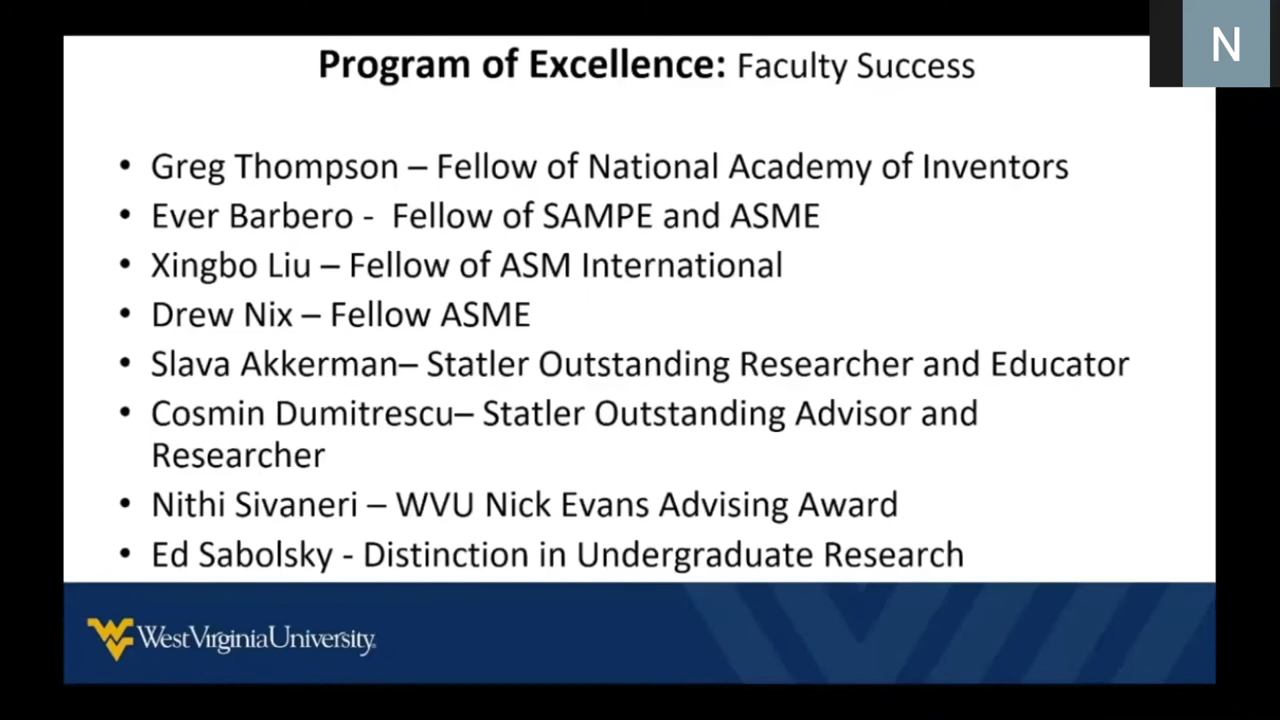 N
Program of Excellence: Faculty Success
• Greg Thompson – Fellow of National Academy of Inventors
• Ever Barbero -  Fellow of SAMPE and ASME
• Xingbo Liu – Fellow of ASM International
• Drew Nix – Fellow ASME
• Slava Akkerman– Statler Outstanding Researcher and Educator
• Cosmin Dumitrescu– Statler Outstanding Advisor and
Researcher
• Nithi Sivaneri – WVU Nick Evans Advising Award
• Ed Sabolsky - Distinction in Undergraduate Research
WV WestVirginiaUniversity.